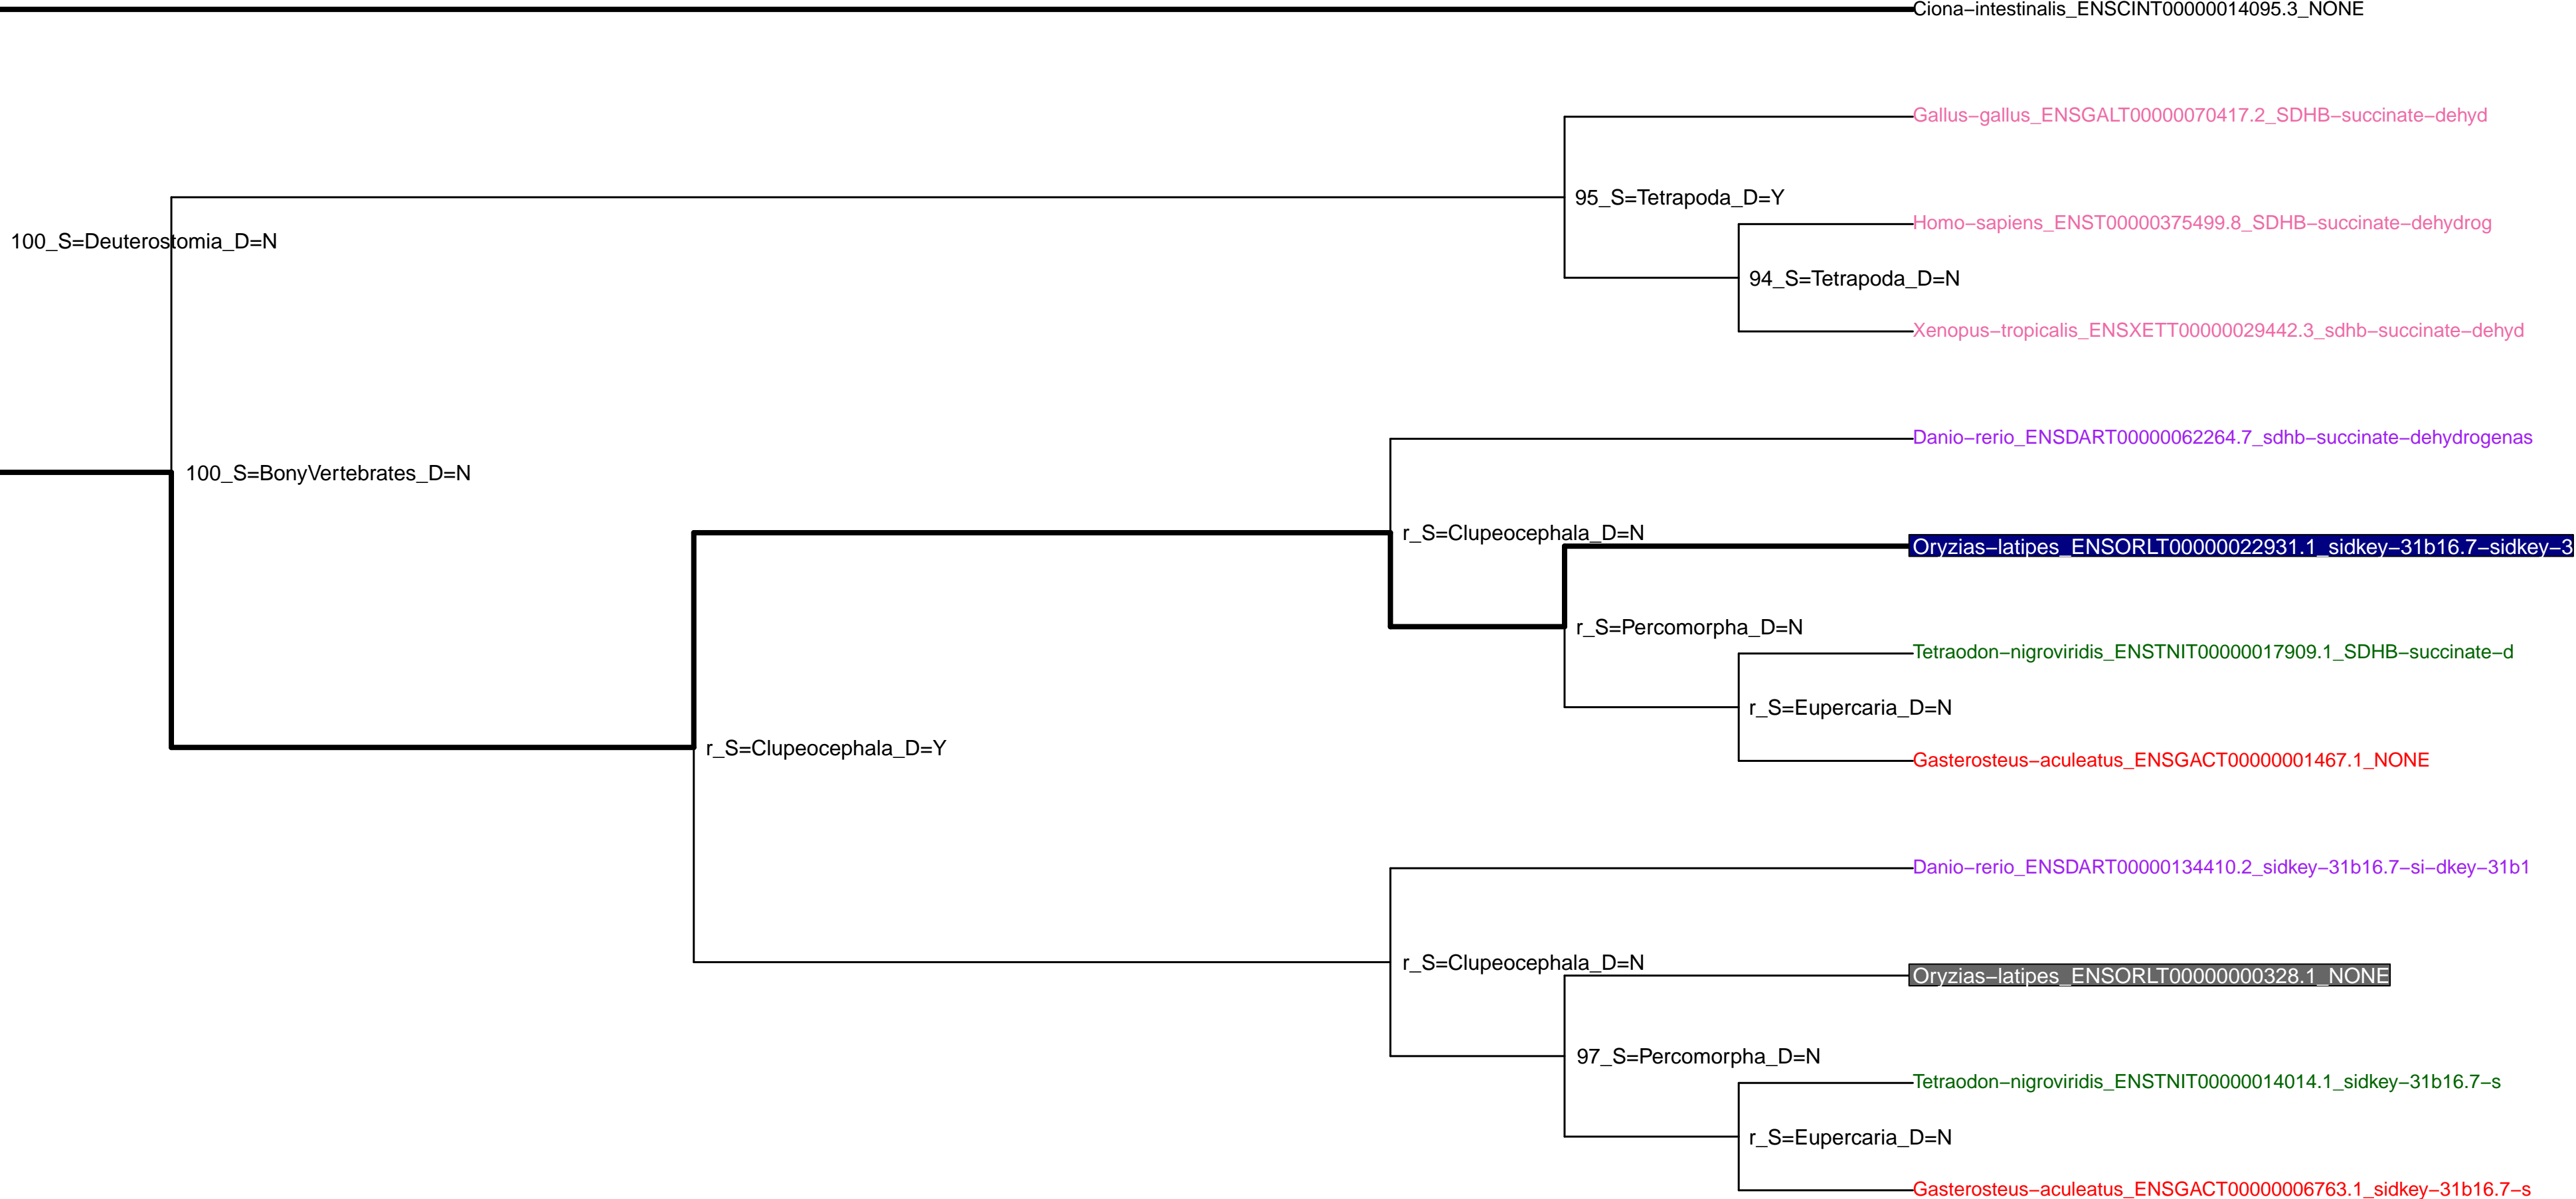 Ciona−intestinalis_ENSCINT00000014095.3_NONE
Gallus−gallus_ENSGALT00000070417.2_SDHB−succinate−dehyd
95_S=Tetrapoda_D=Y
Homo−sapiens_ENST00000375499.8_SDHB−succinate−dehydrog
100_S=Deuterostomia_D=N
94_S=Tetrapoda_D=N
Xenopus−tropicalis_ENSXETT00000029442.3_sdhb−succinate−dehyd
Danio−rerio_ENSDART00000062264.7_sdhb−succinate−dehydrogenas
100_S=BonyVertebrates_D=N
r_S=Clupeocephala_D=N
Oryzias−latipes_ENSORLT00000022931.1_sidkey−31b16.7−sidkey−3
r_S=Percomorpha_D=N
Tetraodon−nigroviridis_ENSTNIT00000017909.1_SDHB−succinate−d
r_S=Eupercaria_D=N
r_S=Clupeocephala_D=Y
Gasterosteus−aculeatus_ENSGACT00000001467.1_NONE
Danio−rerio_ENSDART00000134410.2_sidkey−31b16.7−si−dkey−31b1
r_S=Clupeocephala_D=N
Oryzias−latipes_ENSORLT00000000328.1_NONE
97_S=Percomorpha_D=N
Tetraodon−nigroviridis_ENSTNIT00000014014.1_sidkey−31b16.7−s
r_S=Eupercaria_D=N
Gasterosteus−aculeatus_ENSGACT00000006763.1_sidkey−31b16.7−s